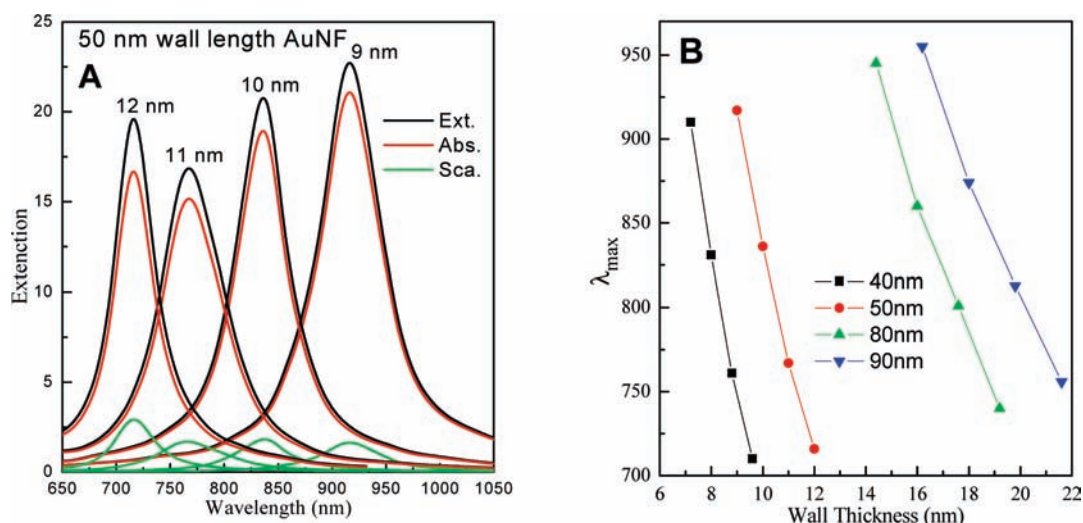 50 nm wall length AuNF
A
9 nm
10 nm
12 nm
11 nm
Ext.
Abs.
Sca.
Extenction
25
20
15
10
5
0
650 700 750 800 850 900 950 1000 1050
Wavelength (nm)
B
λmax
950
900
850
800
750
700
40nm
50nm
80nm
90nm
6 8 10 12 14 16 18 20 22
Wall Thickness (nm)